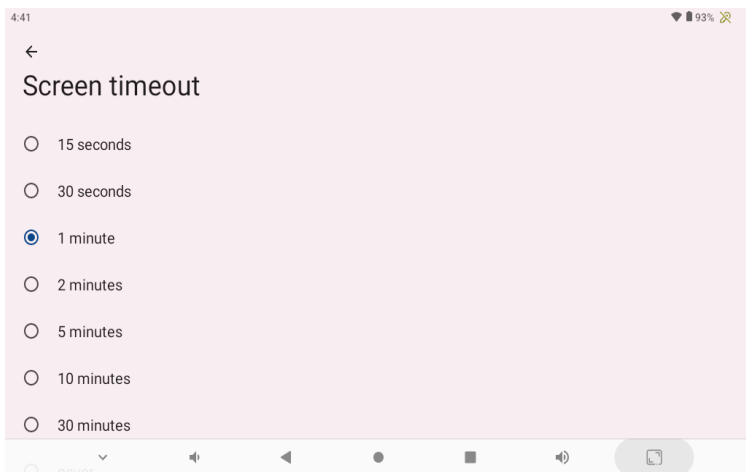 4:41
93%
Screen timeout
15 seconds
30 seconds
1 minute
2 minutes
5 minutes
10 minutes
30 minutes
never